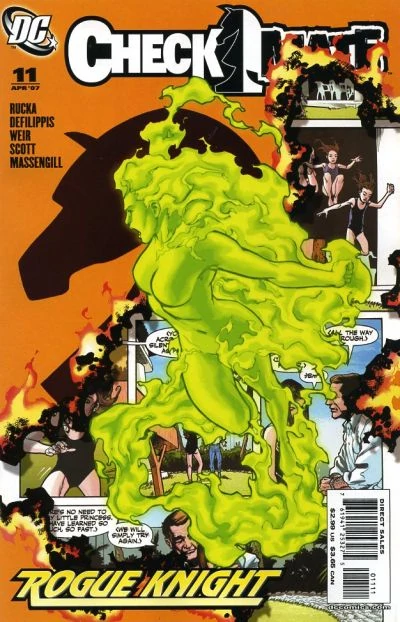 DC
CHECKMATE
11
APR '07
RUCKA
DEFILIPPIS
WEIR
SCOTT
MASSENGILL
ALL THE WAY
ROUGH.)
NO NEED TO
LITTLE PRINCESS.
HAVE LEARNED SO
MUCH, SO FAST.)
(WE WILL
SIMPLY TRY
AGAIN.)
ROGUE KNIGHT
DIRECT SALES
$2.99 US $3.65 CAN
01111
dccomics.com